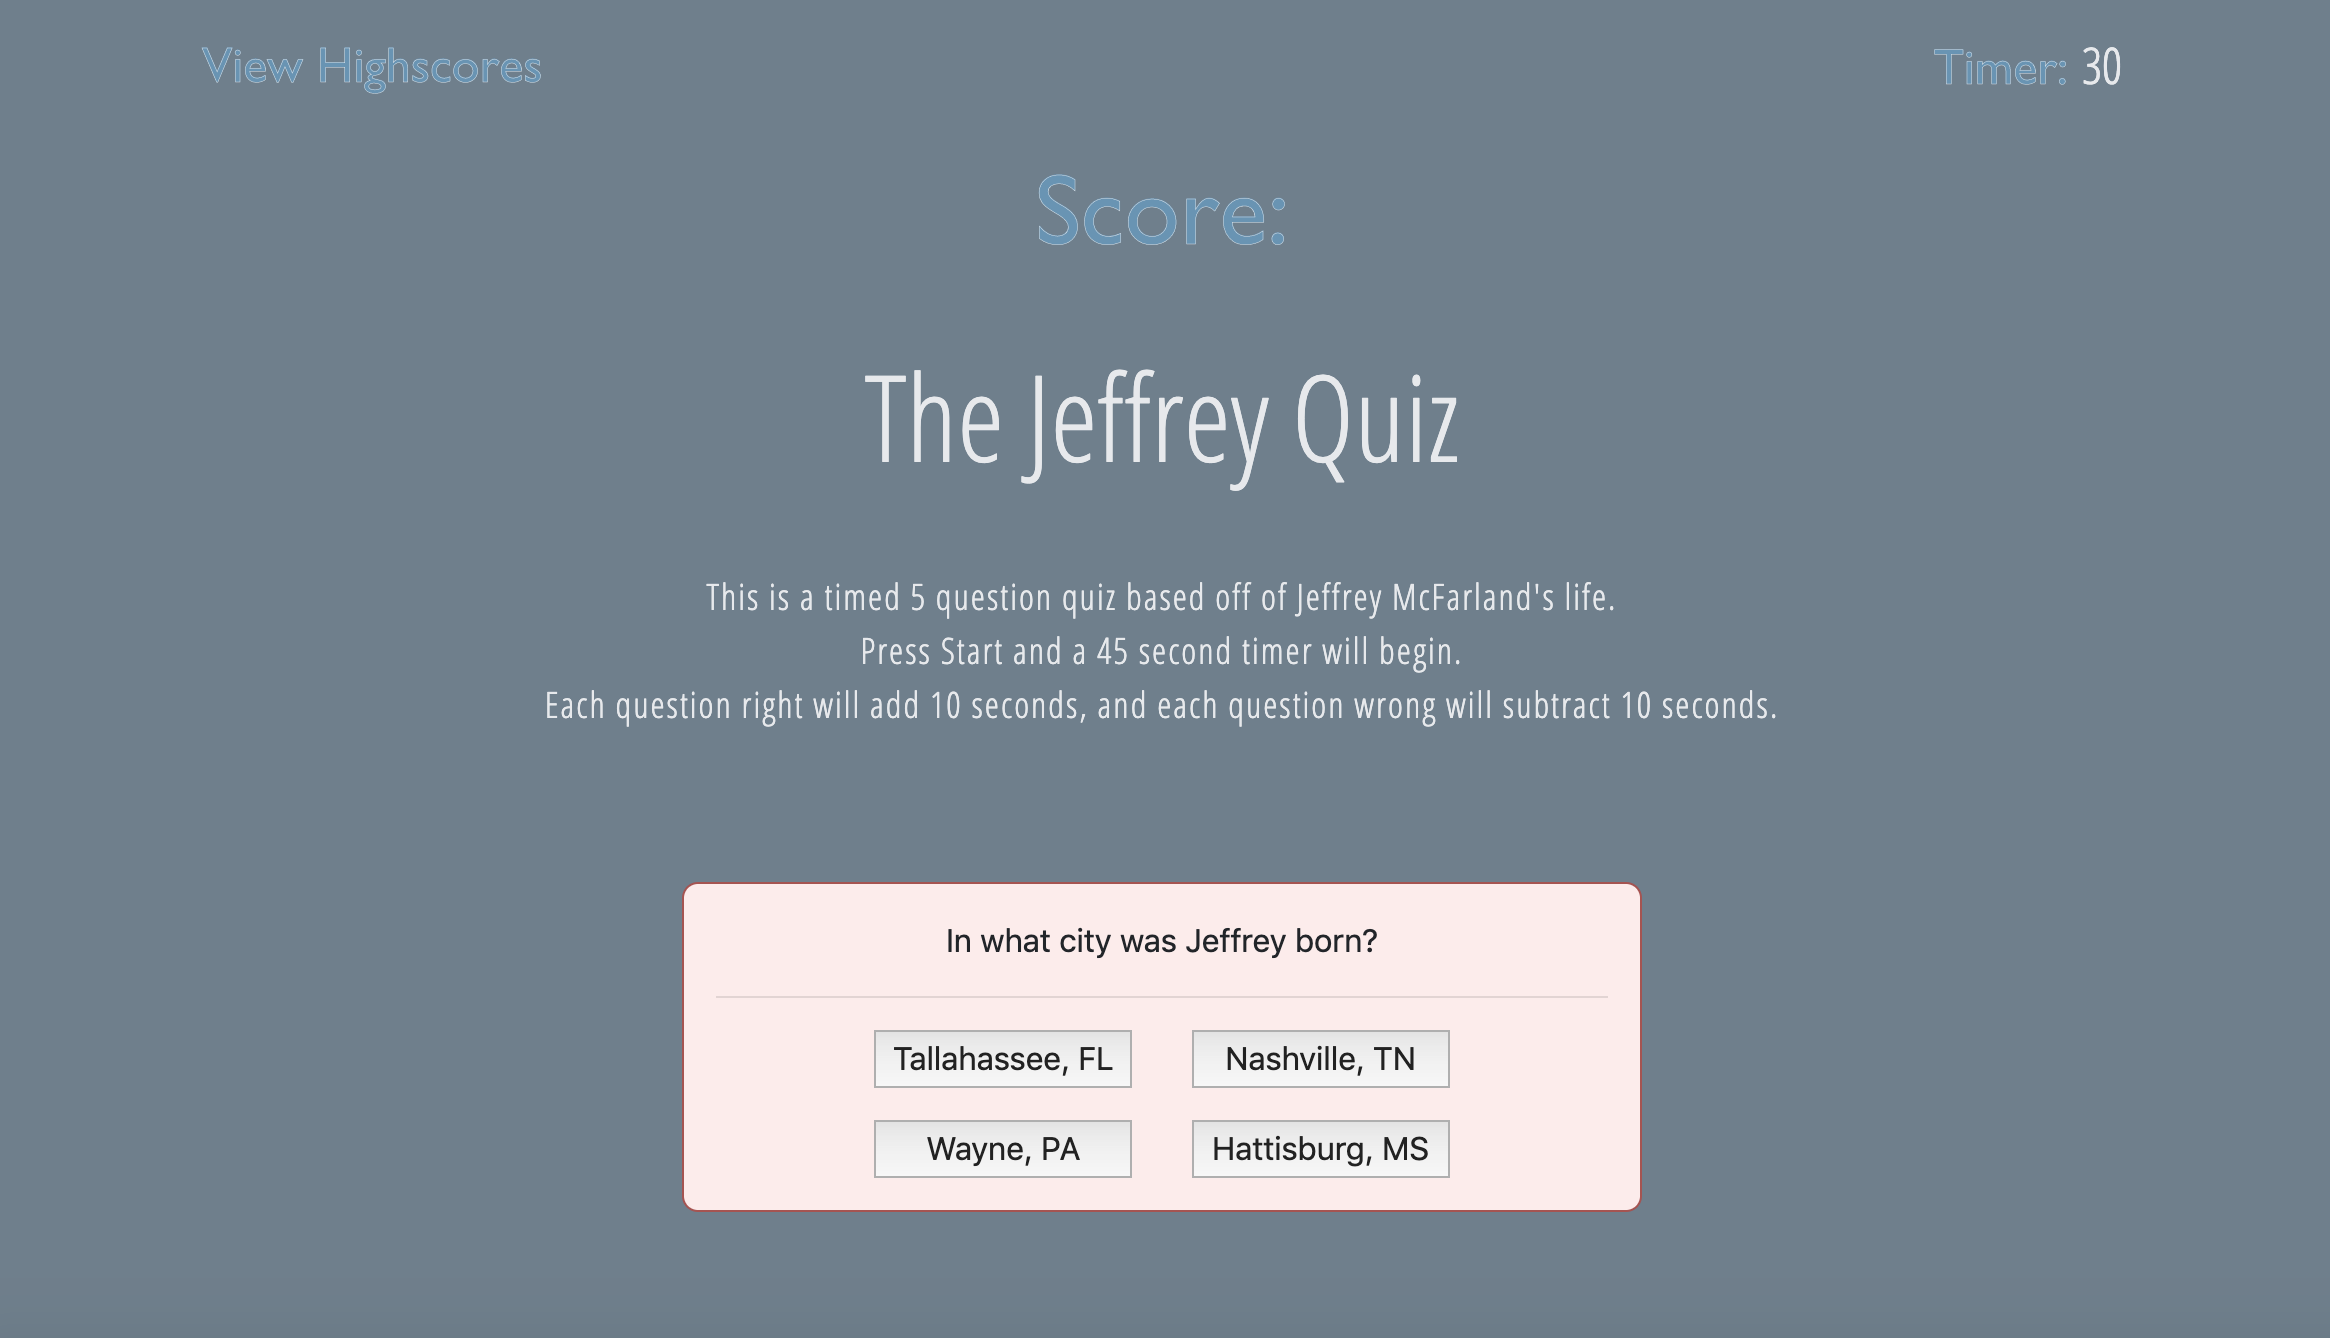 View Highscores
Timer: 30
Score:
The Jeffrey Quiz
This is a timed 5 question quiz based off of Jeffrey McFarland's life.
Press Start and a 45 second timer will begin.
Each question right will add 10 seconds, and each question wrong will subtract 10 seconds.
In what city was Jeffrey born?
Tallahassee, FL
Nashville, TN
Wayne, PA
Hattisburg, MS